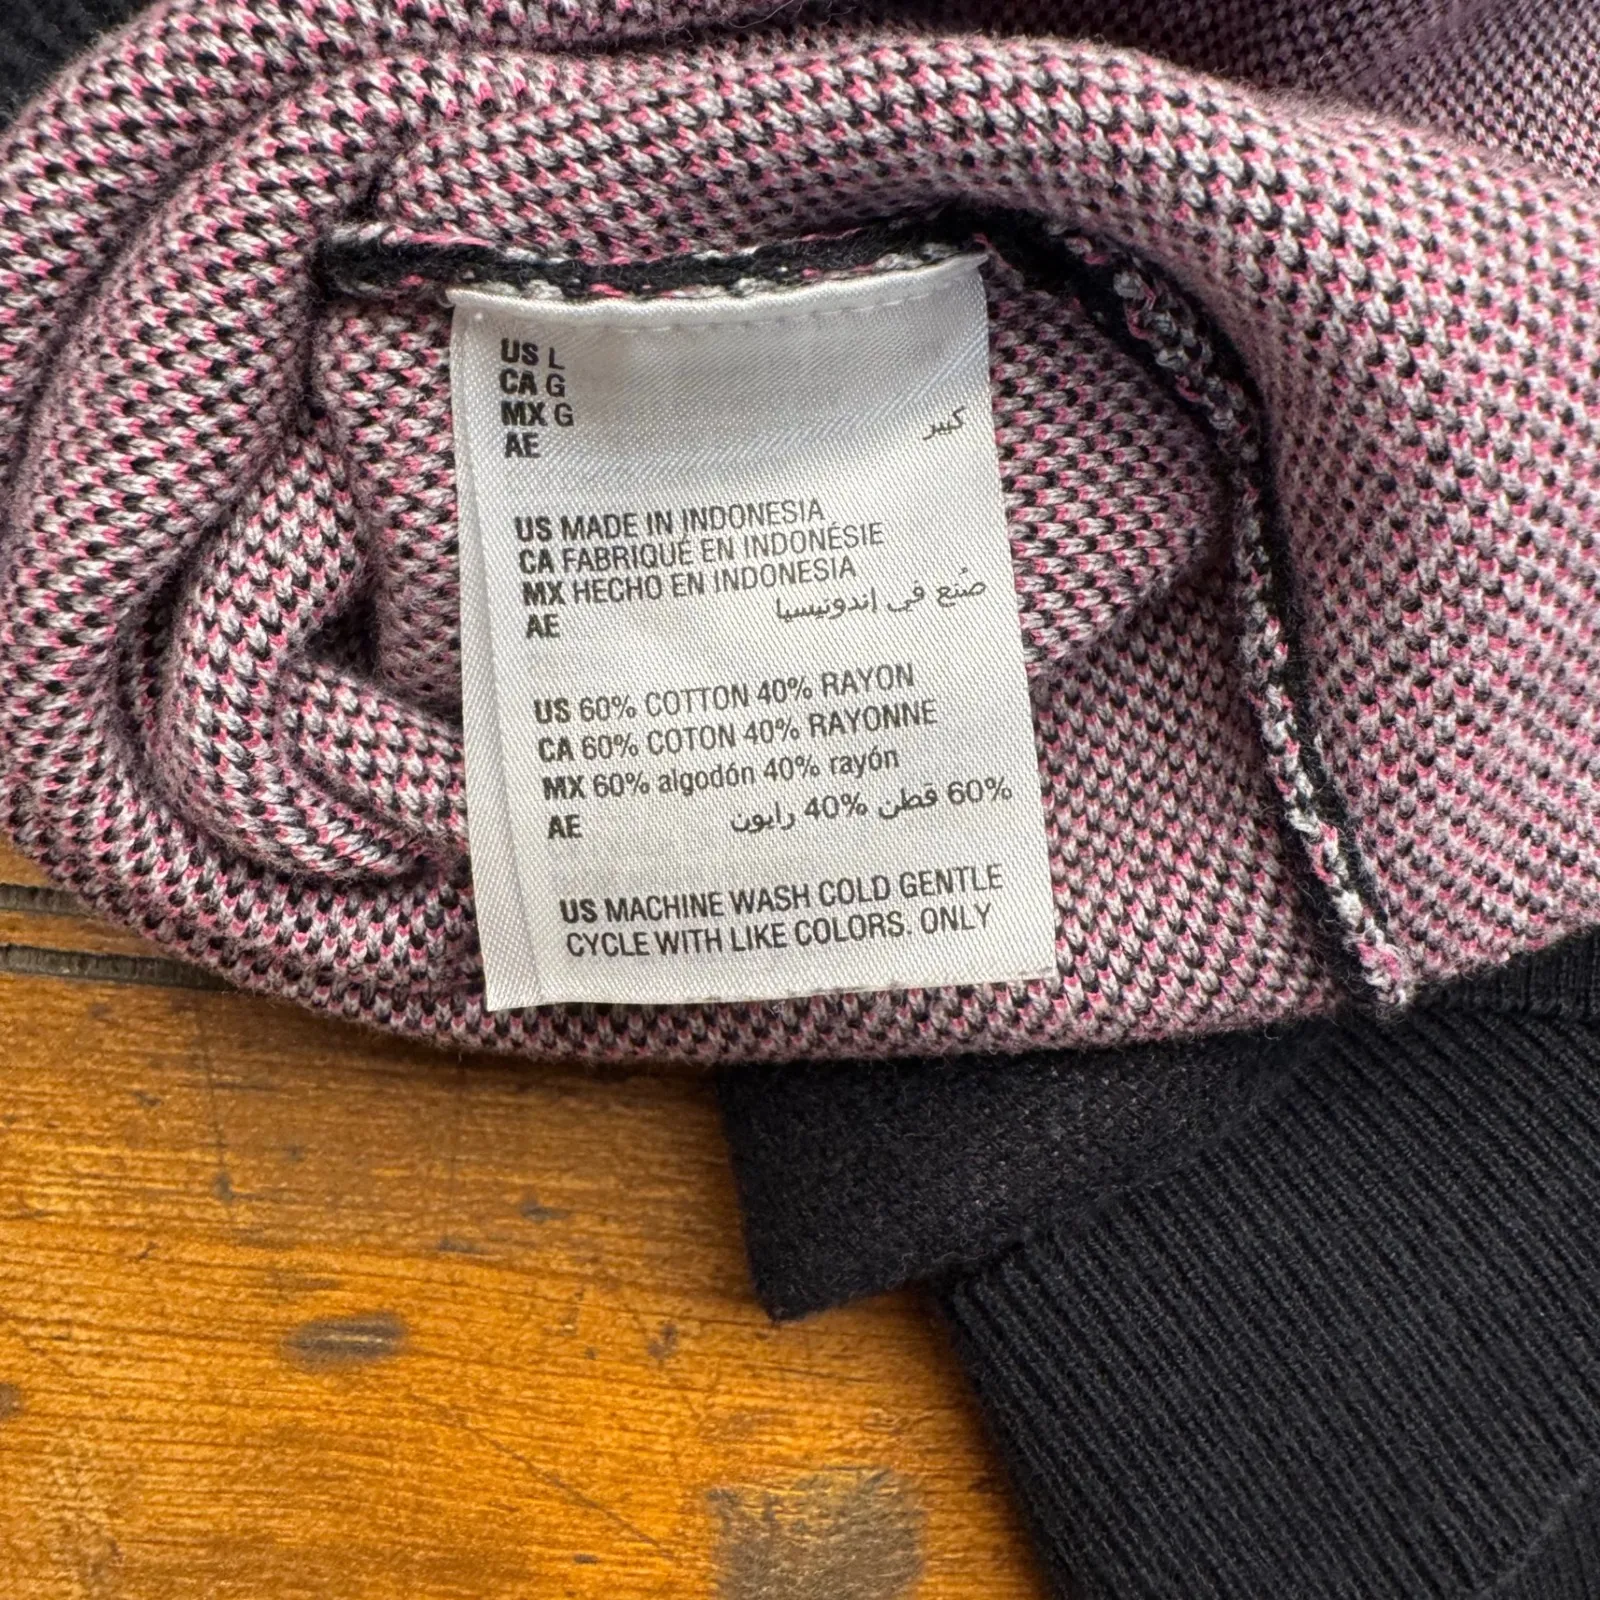 US L
CA G
MX G
AE كبير
US MADE IN INDONESIA
CA FABRIQUÉ EN INDONÉSIE
MX HECHO EN INDONESIA
AE صُنع في إندونيسيا
US 60% COTTON 40% RAYON
CA 60% COTON 40% RAYONNE
MX 60% algodón 40% rayón
AE 60% قطن 40% رايون
US MACHINE WASH COLD GENTLE
CYCLE WITH LIKE COLORS. ONLY